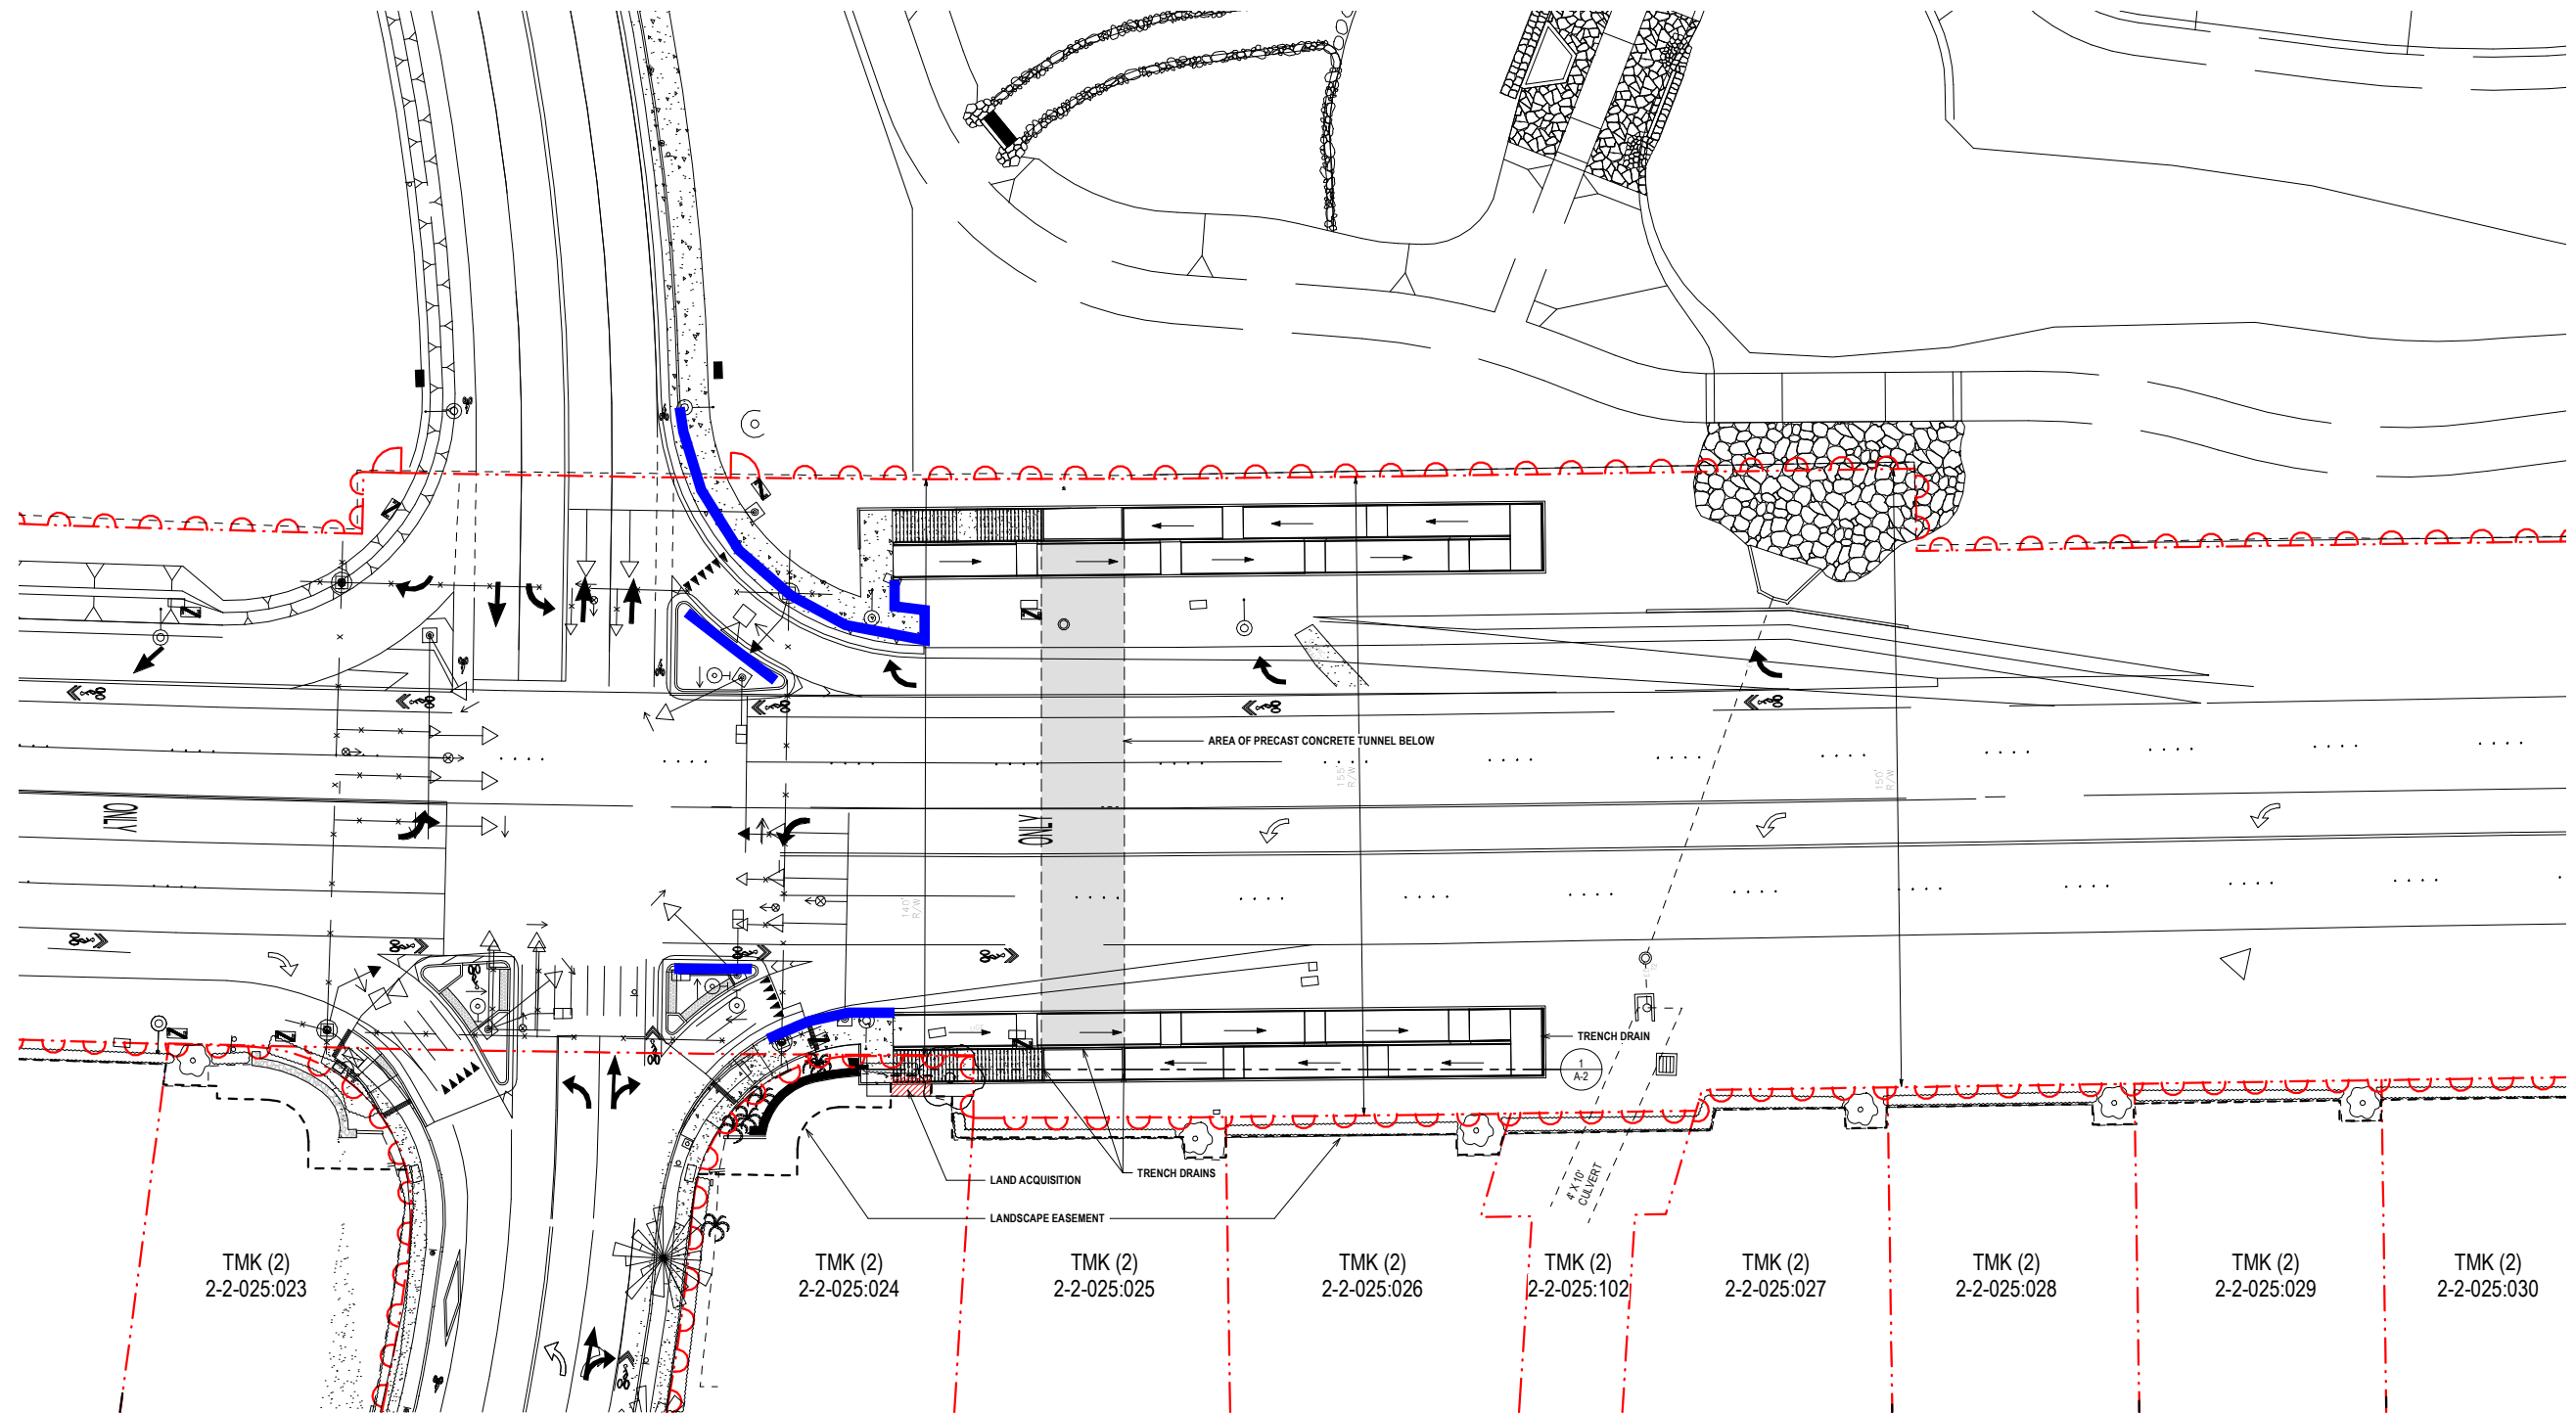 AREA OF PRECAST CONCRETE TUNNEL BELOW
155'
R/W
150'
R/W
ONLY
ONLY
140'
R/W
TRENCH DRAIN
1
A-2
LAND ACQUISITION
TRENCH DRAINS
4' X 10'
CULVERT
LANDSCAPE EASEMENT
TMK (2)
2-2-025:023
TMK (2)
2-2-025:024
TMK (2)
2-2-025:025
TMK (2)
2-2-025:026
TMK (2)
2-2-025:102
TMK (2)
2-2-025:027
TMK (2)
2-2-025:028
TMK (2)
2-2-025:029
TMK (2)
2-2-025:030